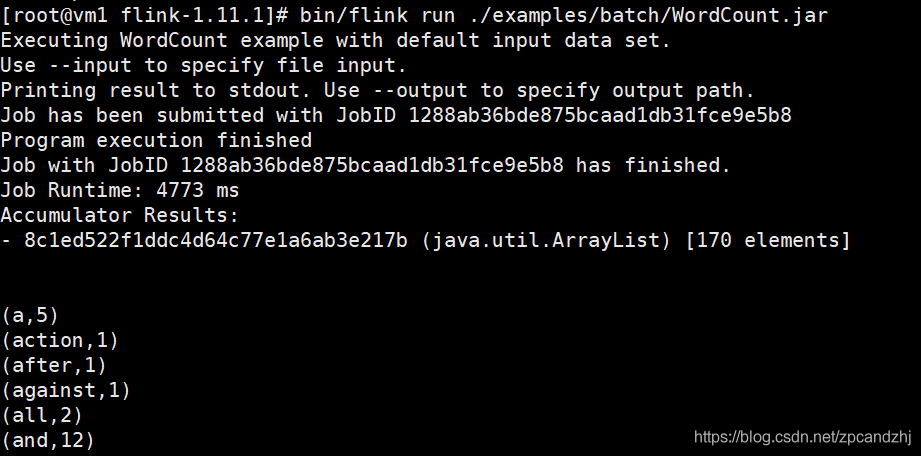 [root@vm1 flink-1.11.1]# bin/flink run ./examples/batch/WordCount.jar
Executing WordCount example with default input data set.
Use --input to specify file input.
Printing result to stdout. Use --output to specify output path.
Job has been submitted with JobID 1288ab36bde875bcaad1db31fce9e5b8
Program execution finished
Job with JobID 1288ab36bde875bcaad1db31fce9e5b8 has finished.
Job Runtime: 4773 ms
Accumulator Results:
- 8c1ed522f1ddc4d64c77e1a6ab3e217b (java.util.ArrayList) [170 elements]
(a,5)
(action,1)
(after,1)
(against,1)
(all,2)
(and,12)
https://blog.csdn.net/zpcandzhj